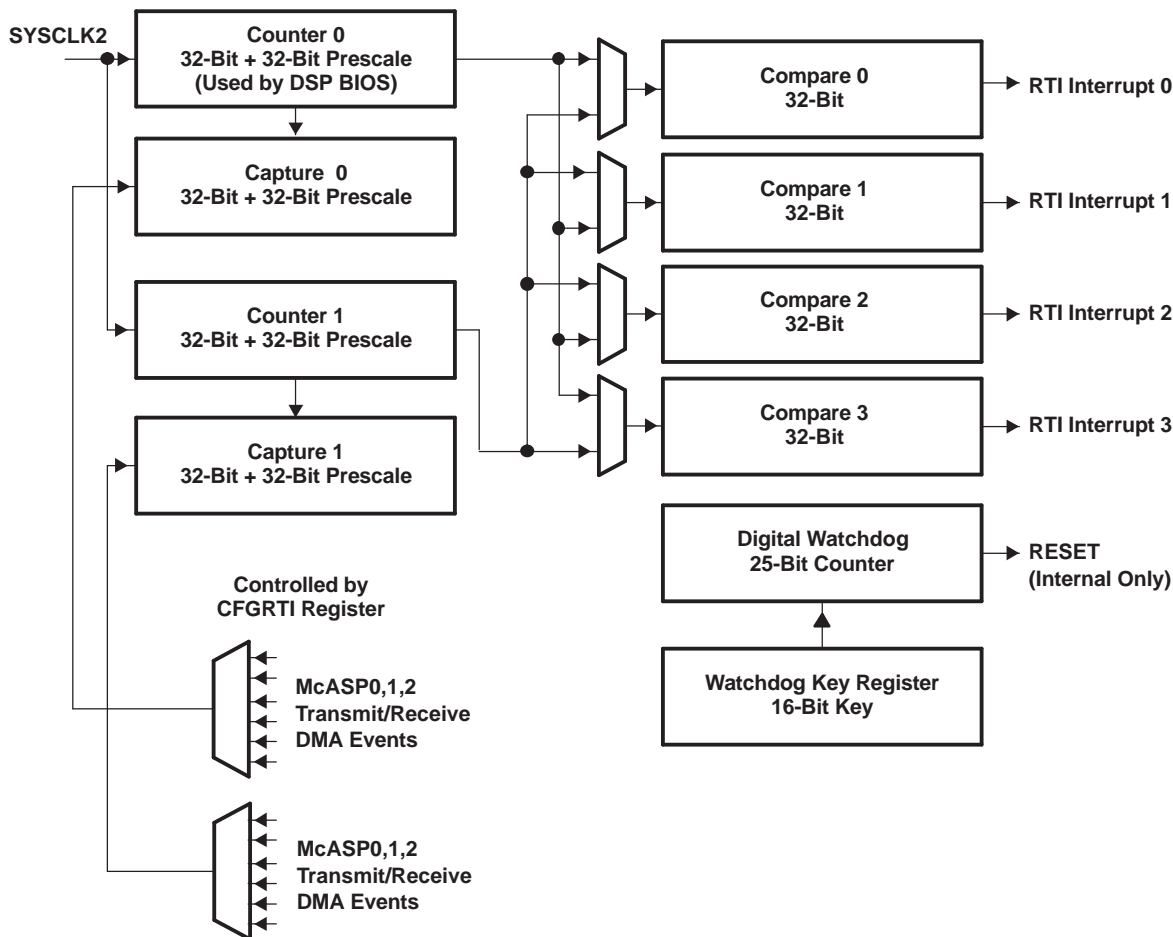 SYSCLK2
Counter 0
32-Bit + 32-Bit Prescale
(Used by DSP BIOS)
Capture 0
32-Bit + 32-Bit Prescale
Counter 1
32-Bit + 32-Bit Prescale
Capture 1
32-Bit + 32-Bit Prescale
Compare 0
32-Bit
RTI Interrupt 0
Compare 1
32-Bit
RTI Interrupt 1
Compare 2
32-Bit
RTI Interrupt 2
Compare 3
32-Bit
RTI Interrupt 3
Digital Watchdog
25-Bit Counter
RESET
(Internal Only)
Watchdog Key Register
16-Bit Key
Controlled by
CFGRTI Register
McASP0,1,2
Transmit/Receive
DMA Events
McASP0,1,2
Transmit/Receive
DMA Events